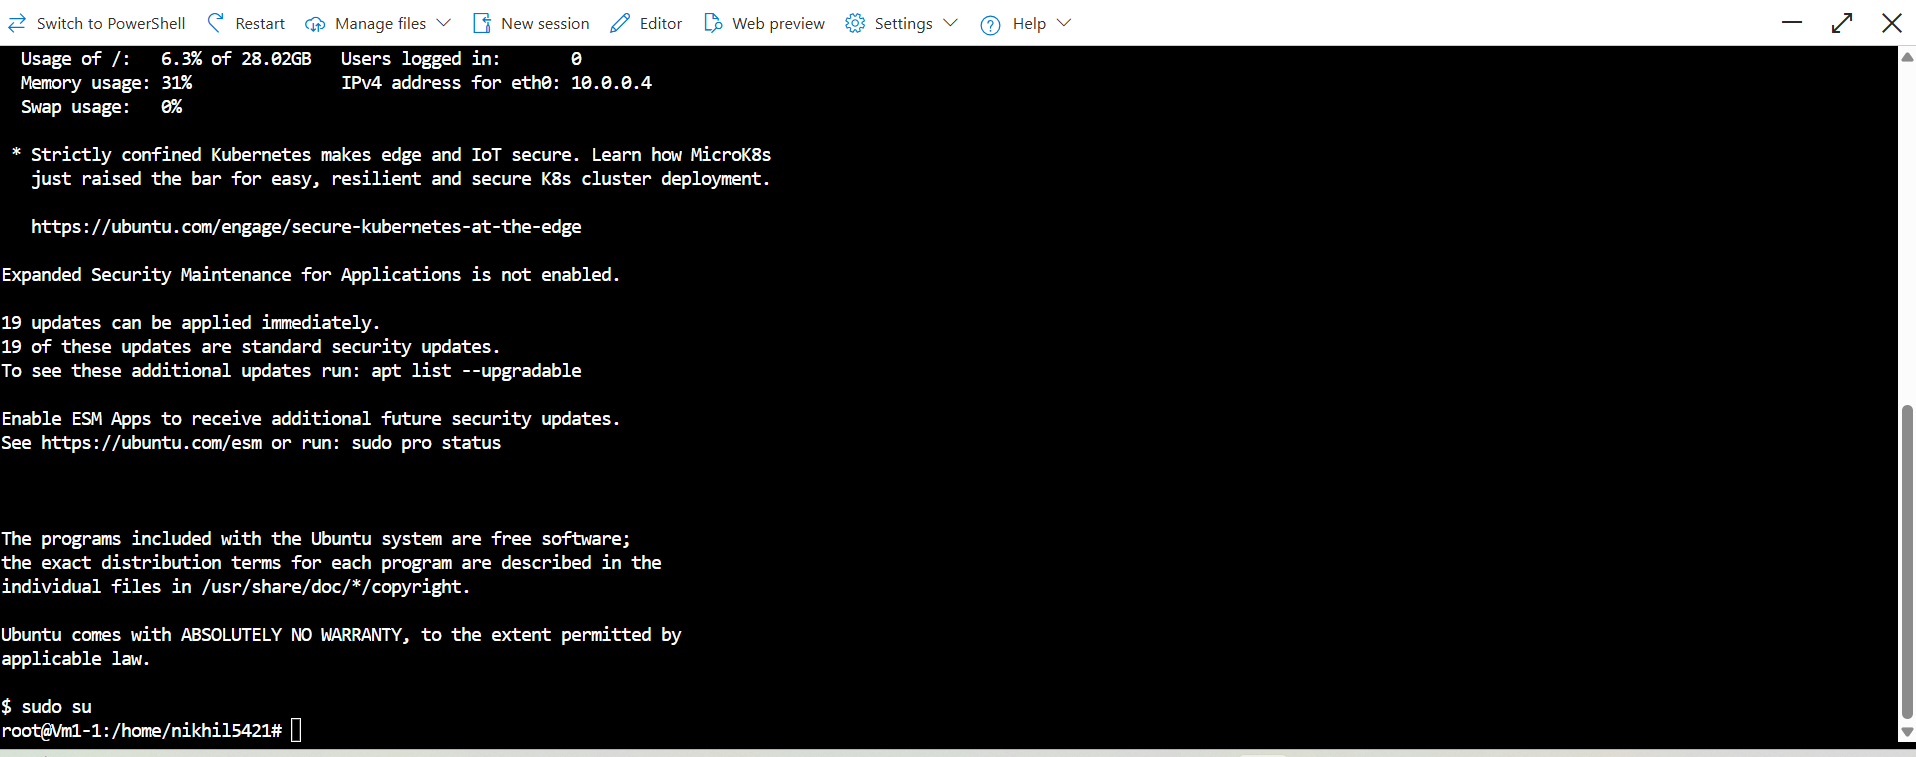 Switch to PowerShell Restart Manage files New session Editor Web preview Settings Help
Usage of /: 6.3% of 28.02GB Users logged in: 0
Memory usage: 31% IPv4 address for eth0: 10.0.0.4
Swap usage: 0%
* Strictly confined Kubernetes makes edge and IoT secure. Learn how MicroK8s
just raised the bar for easy, resilient and secure K8s cluster deployment.
https://ubuntu.com/engage/secure-kubernetes-at-the-edge
Expanded Security Maintenance for Applications is not enabled.
19 updates can be applied immediately.
19 of these updates are standard security updates.
To see these additional updates run: apt list --upgradable
Enable ESM Apps to receive additional future security updates.
See https://ubuntu.com/esm or run: sudo pro status
The programs included with the Ubuntu system are free software;
the exact distribution terms for each program are described in the
individual files in /usr/share/doc/*/copyright.
Ubuntu comes with ABSOLUTELY NO WARRANTY, to the extent permitted by
applicable law.
$ sudo su
root@Vm1-1:/home/nikhil5421#